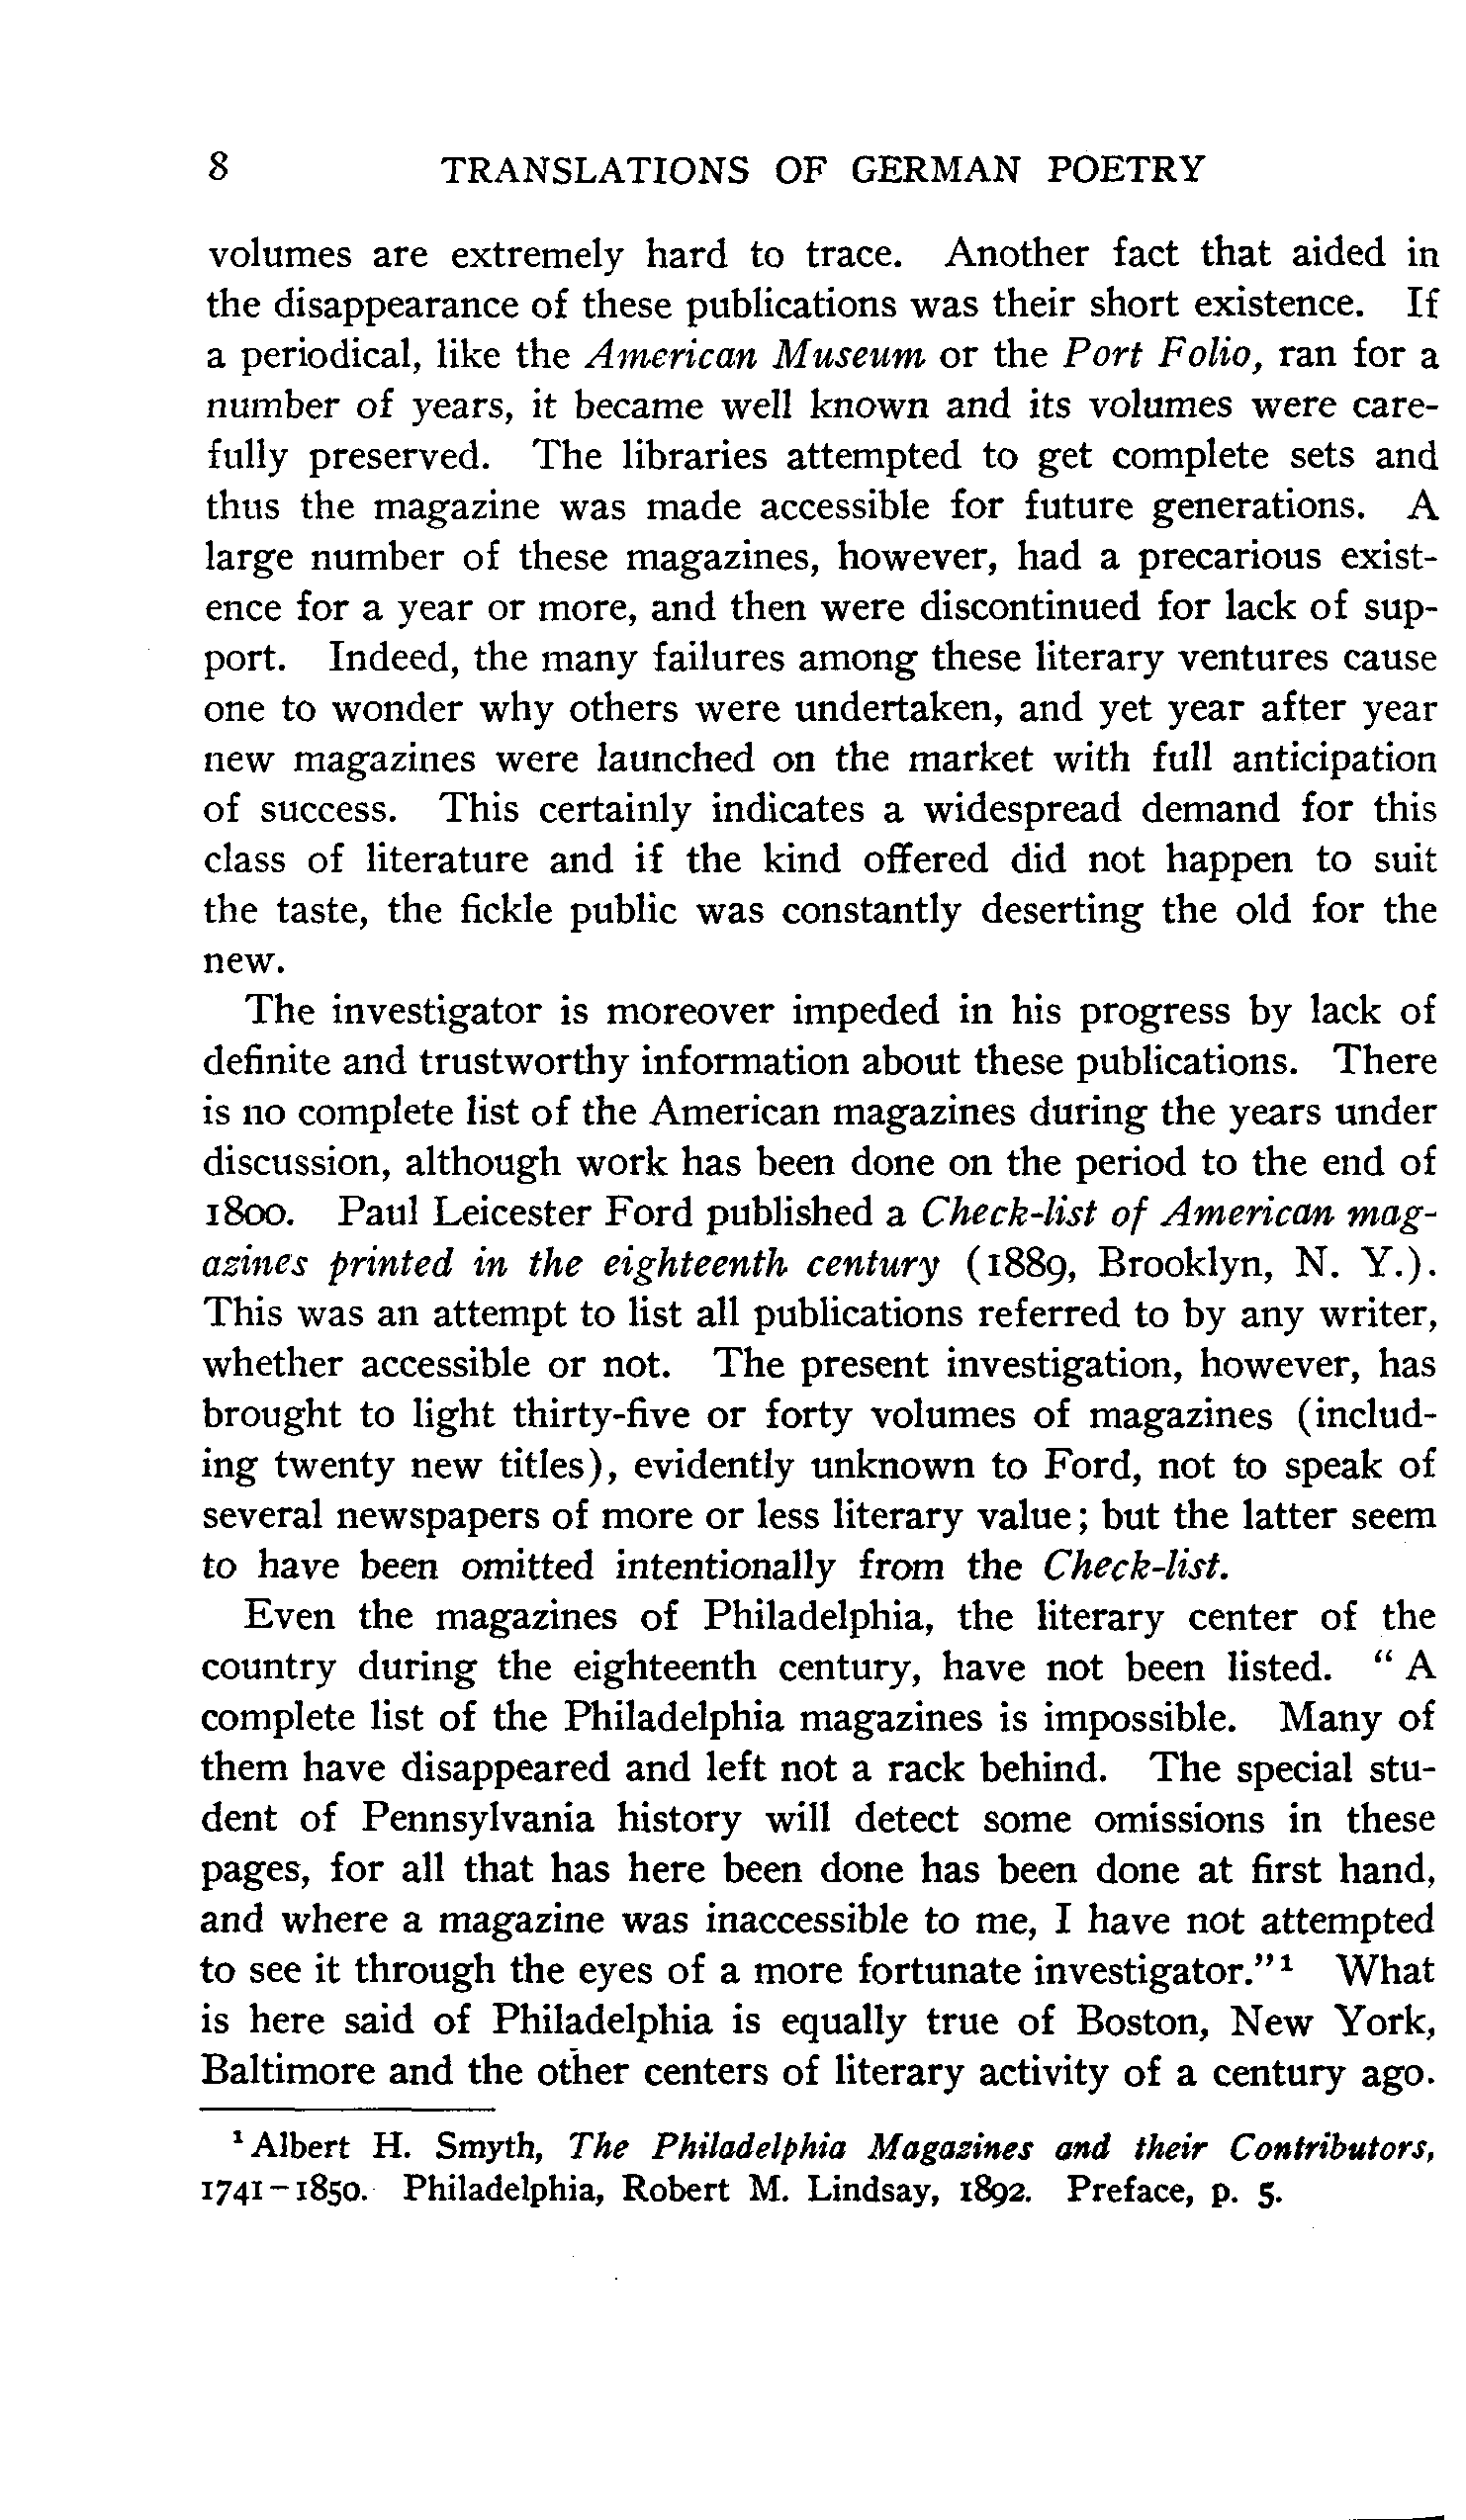 8 TRANSLATIONS OF GERMAN POETRY
volumes are extremely hard to trace. Another fact that aided in
the disappearance of these publications was their short existence. If
a periodical, like the American Museum or the Port Folio, ran for a
number of years, it became well known and its volumes were care-
fully preserved. The libraries attempted to get complete sets and
thus the magazine was made accessible for future generations. A
large number of these magazines, however, had a precarious exist-
ence for a year or more, and then were discontinued for lack of sup-
port. Indeed, the many failures among these literary ventures cause
one to wonder why others were undertaken, and yet year after year
new magazines were launched on the market with full anticipation
of success. This certainly indicates a widespread demand for this
class of literature and if the kind offered did not happen to suit
the taste, the fickle public was constantly deserting the old for the
new.
The investigator is moreover impeded in his progress by lack of
definite and trustworthy information about these publications. There
is no complete list of the American magazines during the years under
discussion, although work has been done on the period to the end of
1800. Paul Leicester Ford published a Check-list of American mag-
azines printed in the eighteenth century (1889, Brooklyn, N. Y.).
This was an attempt to list all publications referred to by any writer,
whether accessible or not. The present investigation, however, has
brought to light thirty-five or forty volumes of magazines (includ-
ing twenty new titles), evidently unknown to Ford, not to speak of
several newspapers of more or less literary value; but the latter seem
to have been omitted intentionally from the Check-list.
Even the magazines of Philadelphia, the literary center of the
country during the eighteenth century, have not been listed. " A
complete list of the Philadelphia magazines is impossible. Many of
them have disappeared and left not a rack behind. The special stu-
dent of Pennsylvania history will detect some omissions in these
pages, for all that has here been done has been done at first hand,
and where a magazine was inaccessible to me, I have not attempted
to see it through the eyes of a more fortunate investigator."¹ What
is here said of Philadelphia is equally true of Boston, New York,
Baltimore and the other centers of literary activity of a century ago.
¹ Albert H. Smyth, The Philadelphia Magazines and their Contributors,
1741-1850. Philadelphia, Robert M. Lindsay, 1892. Preface, p. 5.